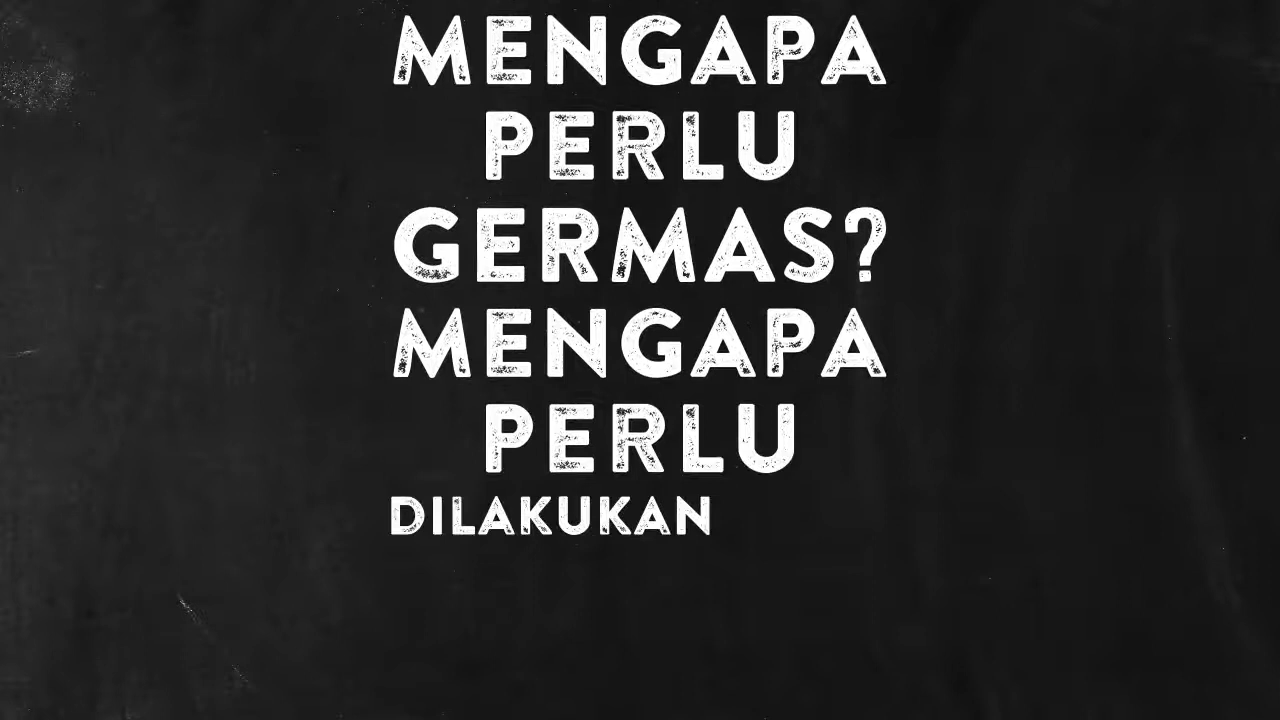 MENGAPA
PERLU
GERMAS?
MENGAPA
PERLU
DILAKUKAN